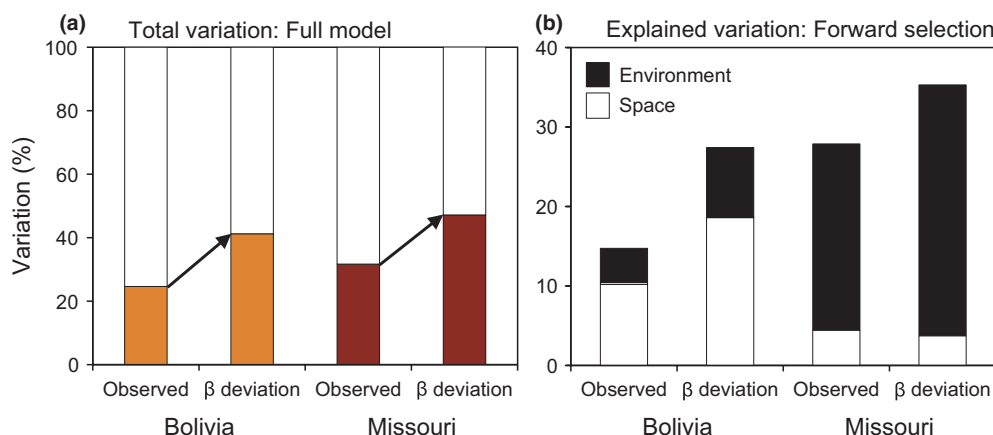 (a) Total variation: Full model
Variation (%)
100
80
60
40
20
0
Observed β deviation Observed β deviation
Bolivia Missouri
(b) Explained variation: Forward selection
40
30
20
10
0
Environment
Space
Observed β deviation Observed β deviation
Bolivia Missouri